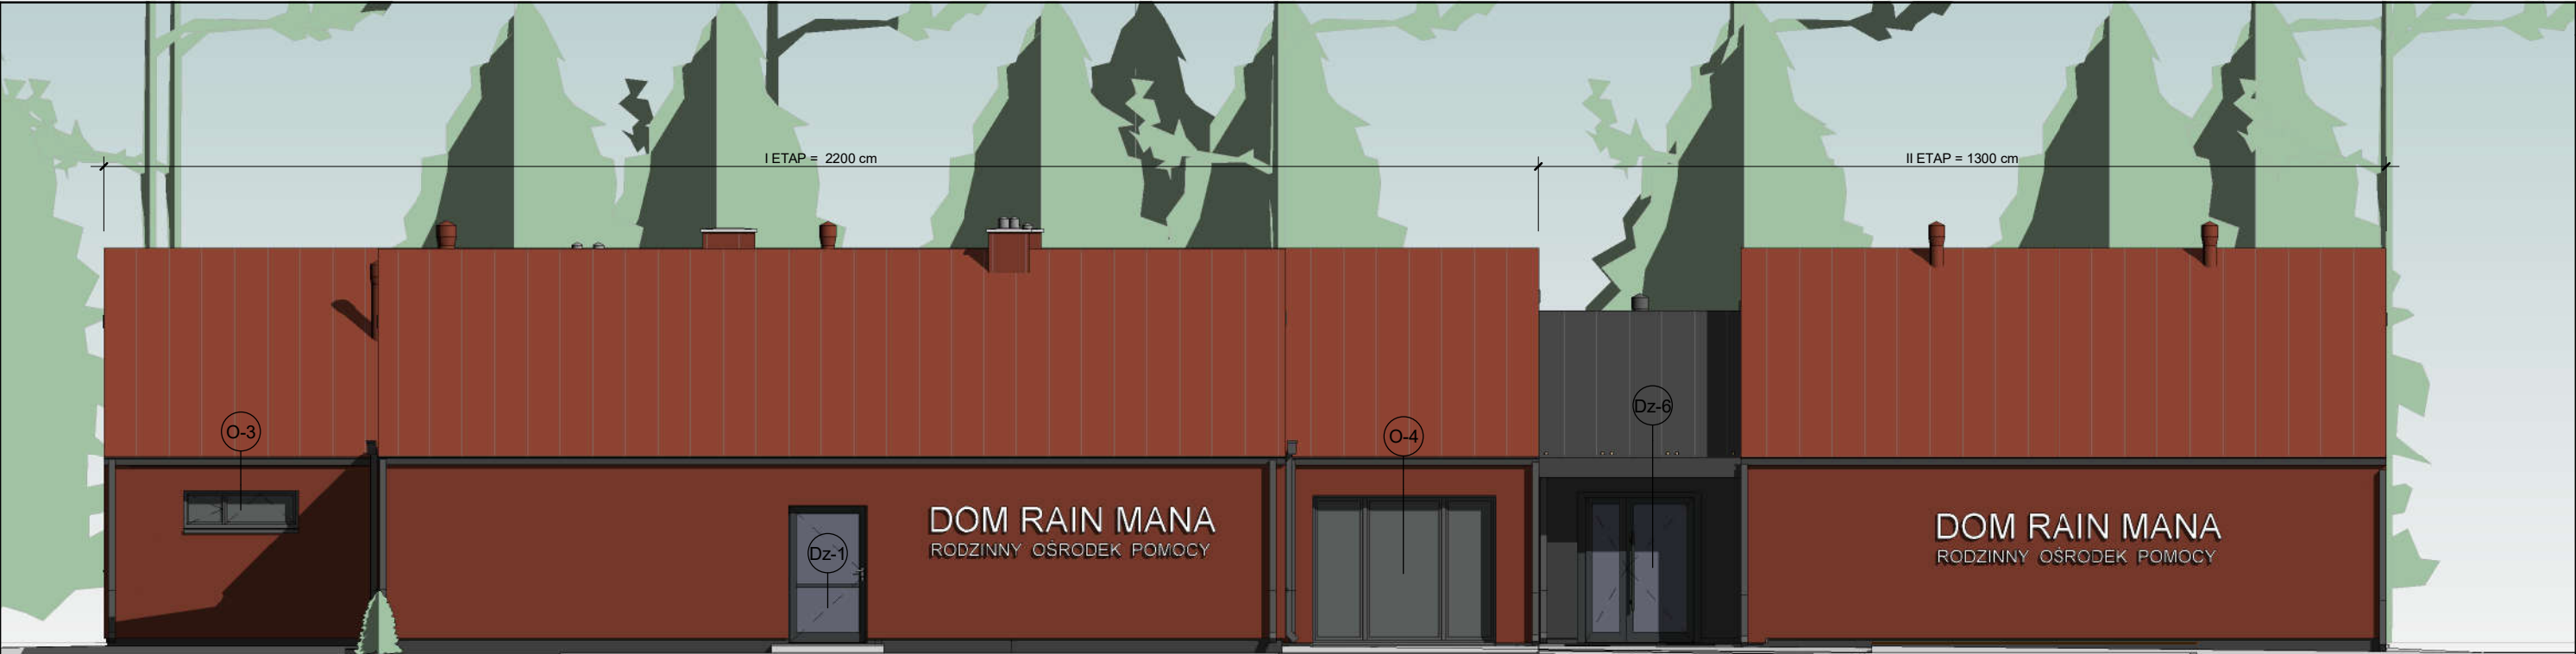 I ETAP = 2200 cm
II ETAP = 1300 cm
O-3
O-4
Dz-6
Dz-1
DOM RAIN MANA
RODZINNY OŚRODEK POMOCY
DOM RAIN MANA
RODZINNY OŚRODEK POMOCY